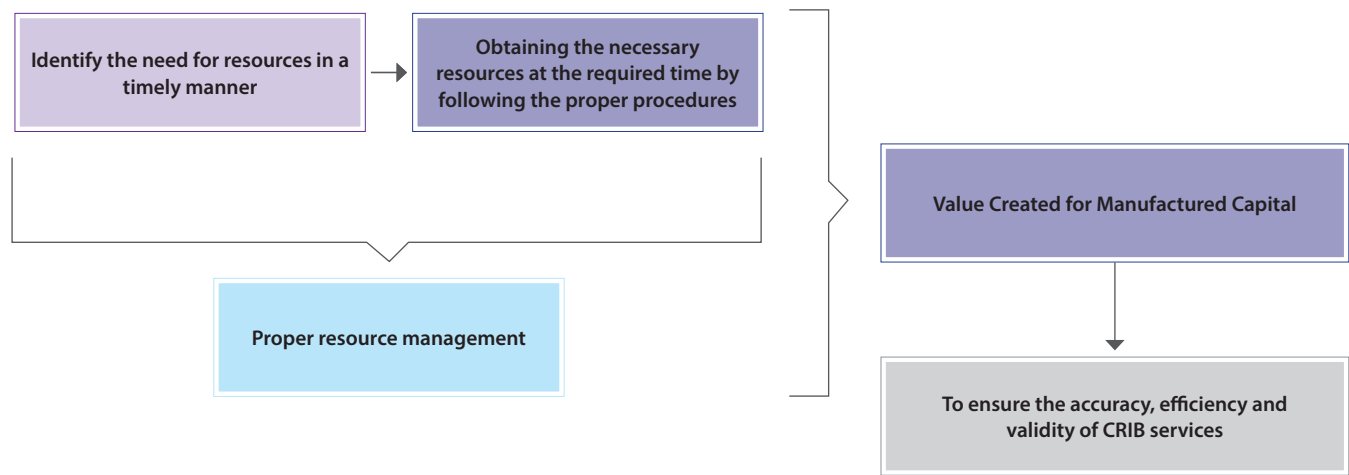 Identify the need for resources in a
timely manner
Obtaining the necessary
resources at the required time by
following the proper procedures
Proper resource management
Value Created for Manufactured Capital
To ensure the accuracy, efficiency and
validity of CRIB services